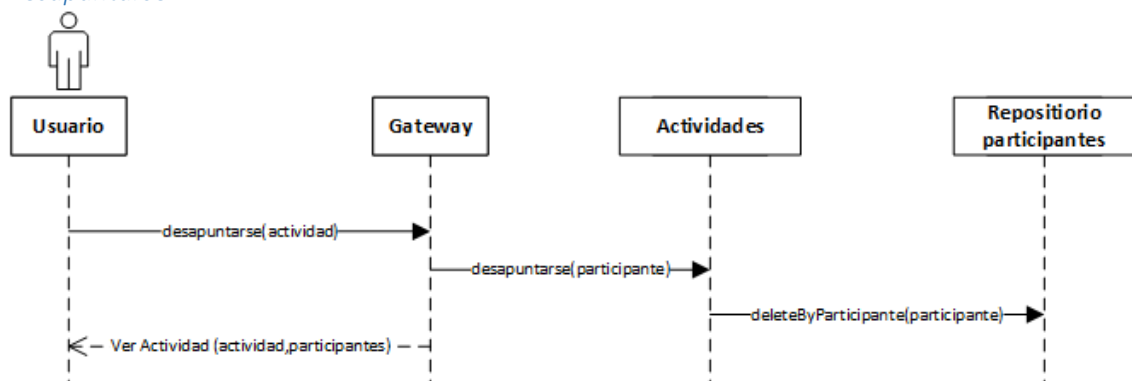 Usuario
Gateway
Actividades
Repositiorio
participantes
desapuntarse(actividad)
desapuntarse(participante)
deleteByParticipante(participante)
Ver Actividad (actividad,participantes)